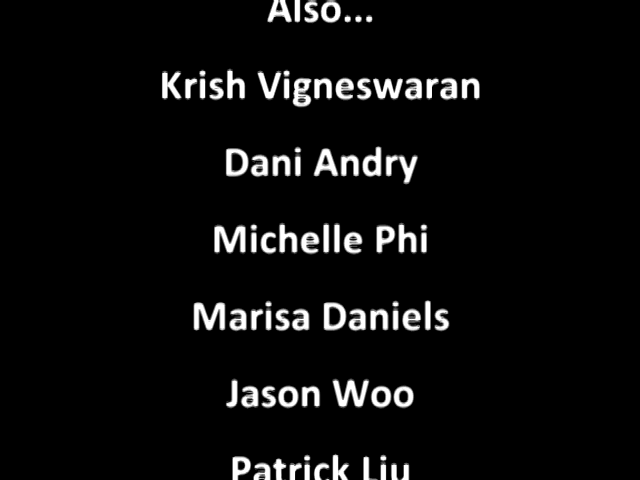 Also...
Krish Vigneswaran
Dani Andry
Michelle Phi
Marisa Daniels
Jason Woo
Patrick Liu